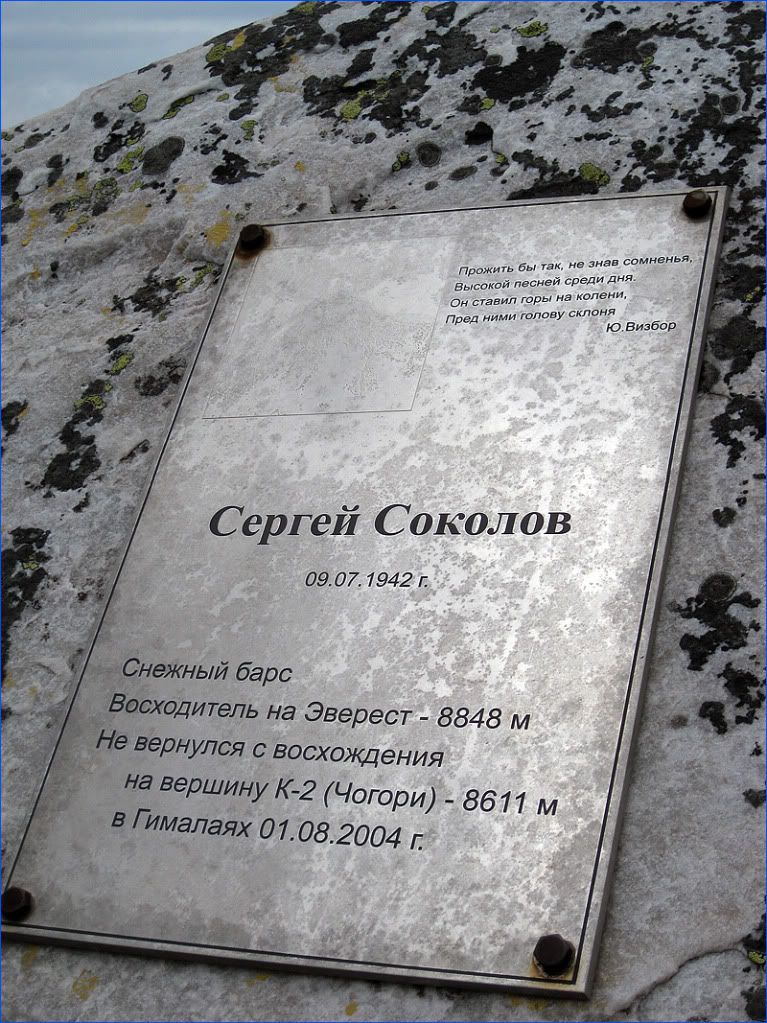 Прожить бы так, не знав сомненья,
Высокой песней среди дня.
Он ставил горы на колени,
Пред ними голову склоня
Ю.Визбор
Сергей Соколов
09.07.1942 г.
Снежный барс
Восходитель на Эверест - 8848 м
Не вернулся с восхождения
на вершину К-2 (Чогори) - 8611 м
в Гималаях 01.08.2004 г.